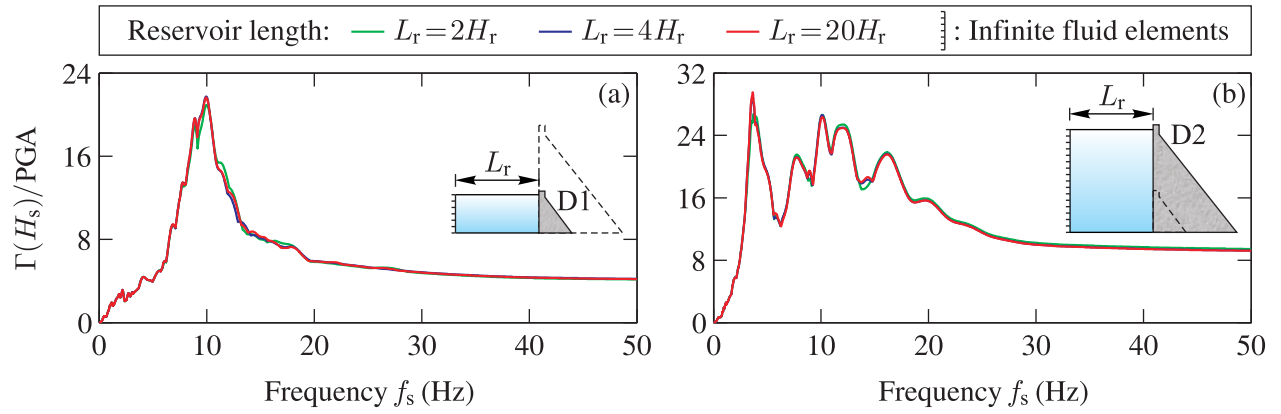 Reservoir length: Lr=2Hr Lr=4Hr Lr=20Hr : Infinite fluid elements
Γ(Hs)/PGA
24
16
8
0
0 10 20 30 40 50
Frequency fs (Hz)
(a)
Lr
D1
32
24
16
8
0
0 10 20 30 40 50
Frequency fs (Hz)
(b)
Lr
D2